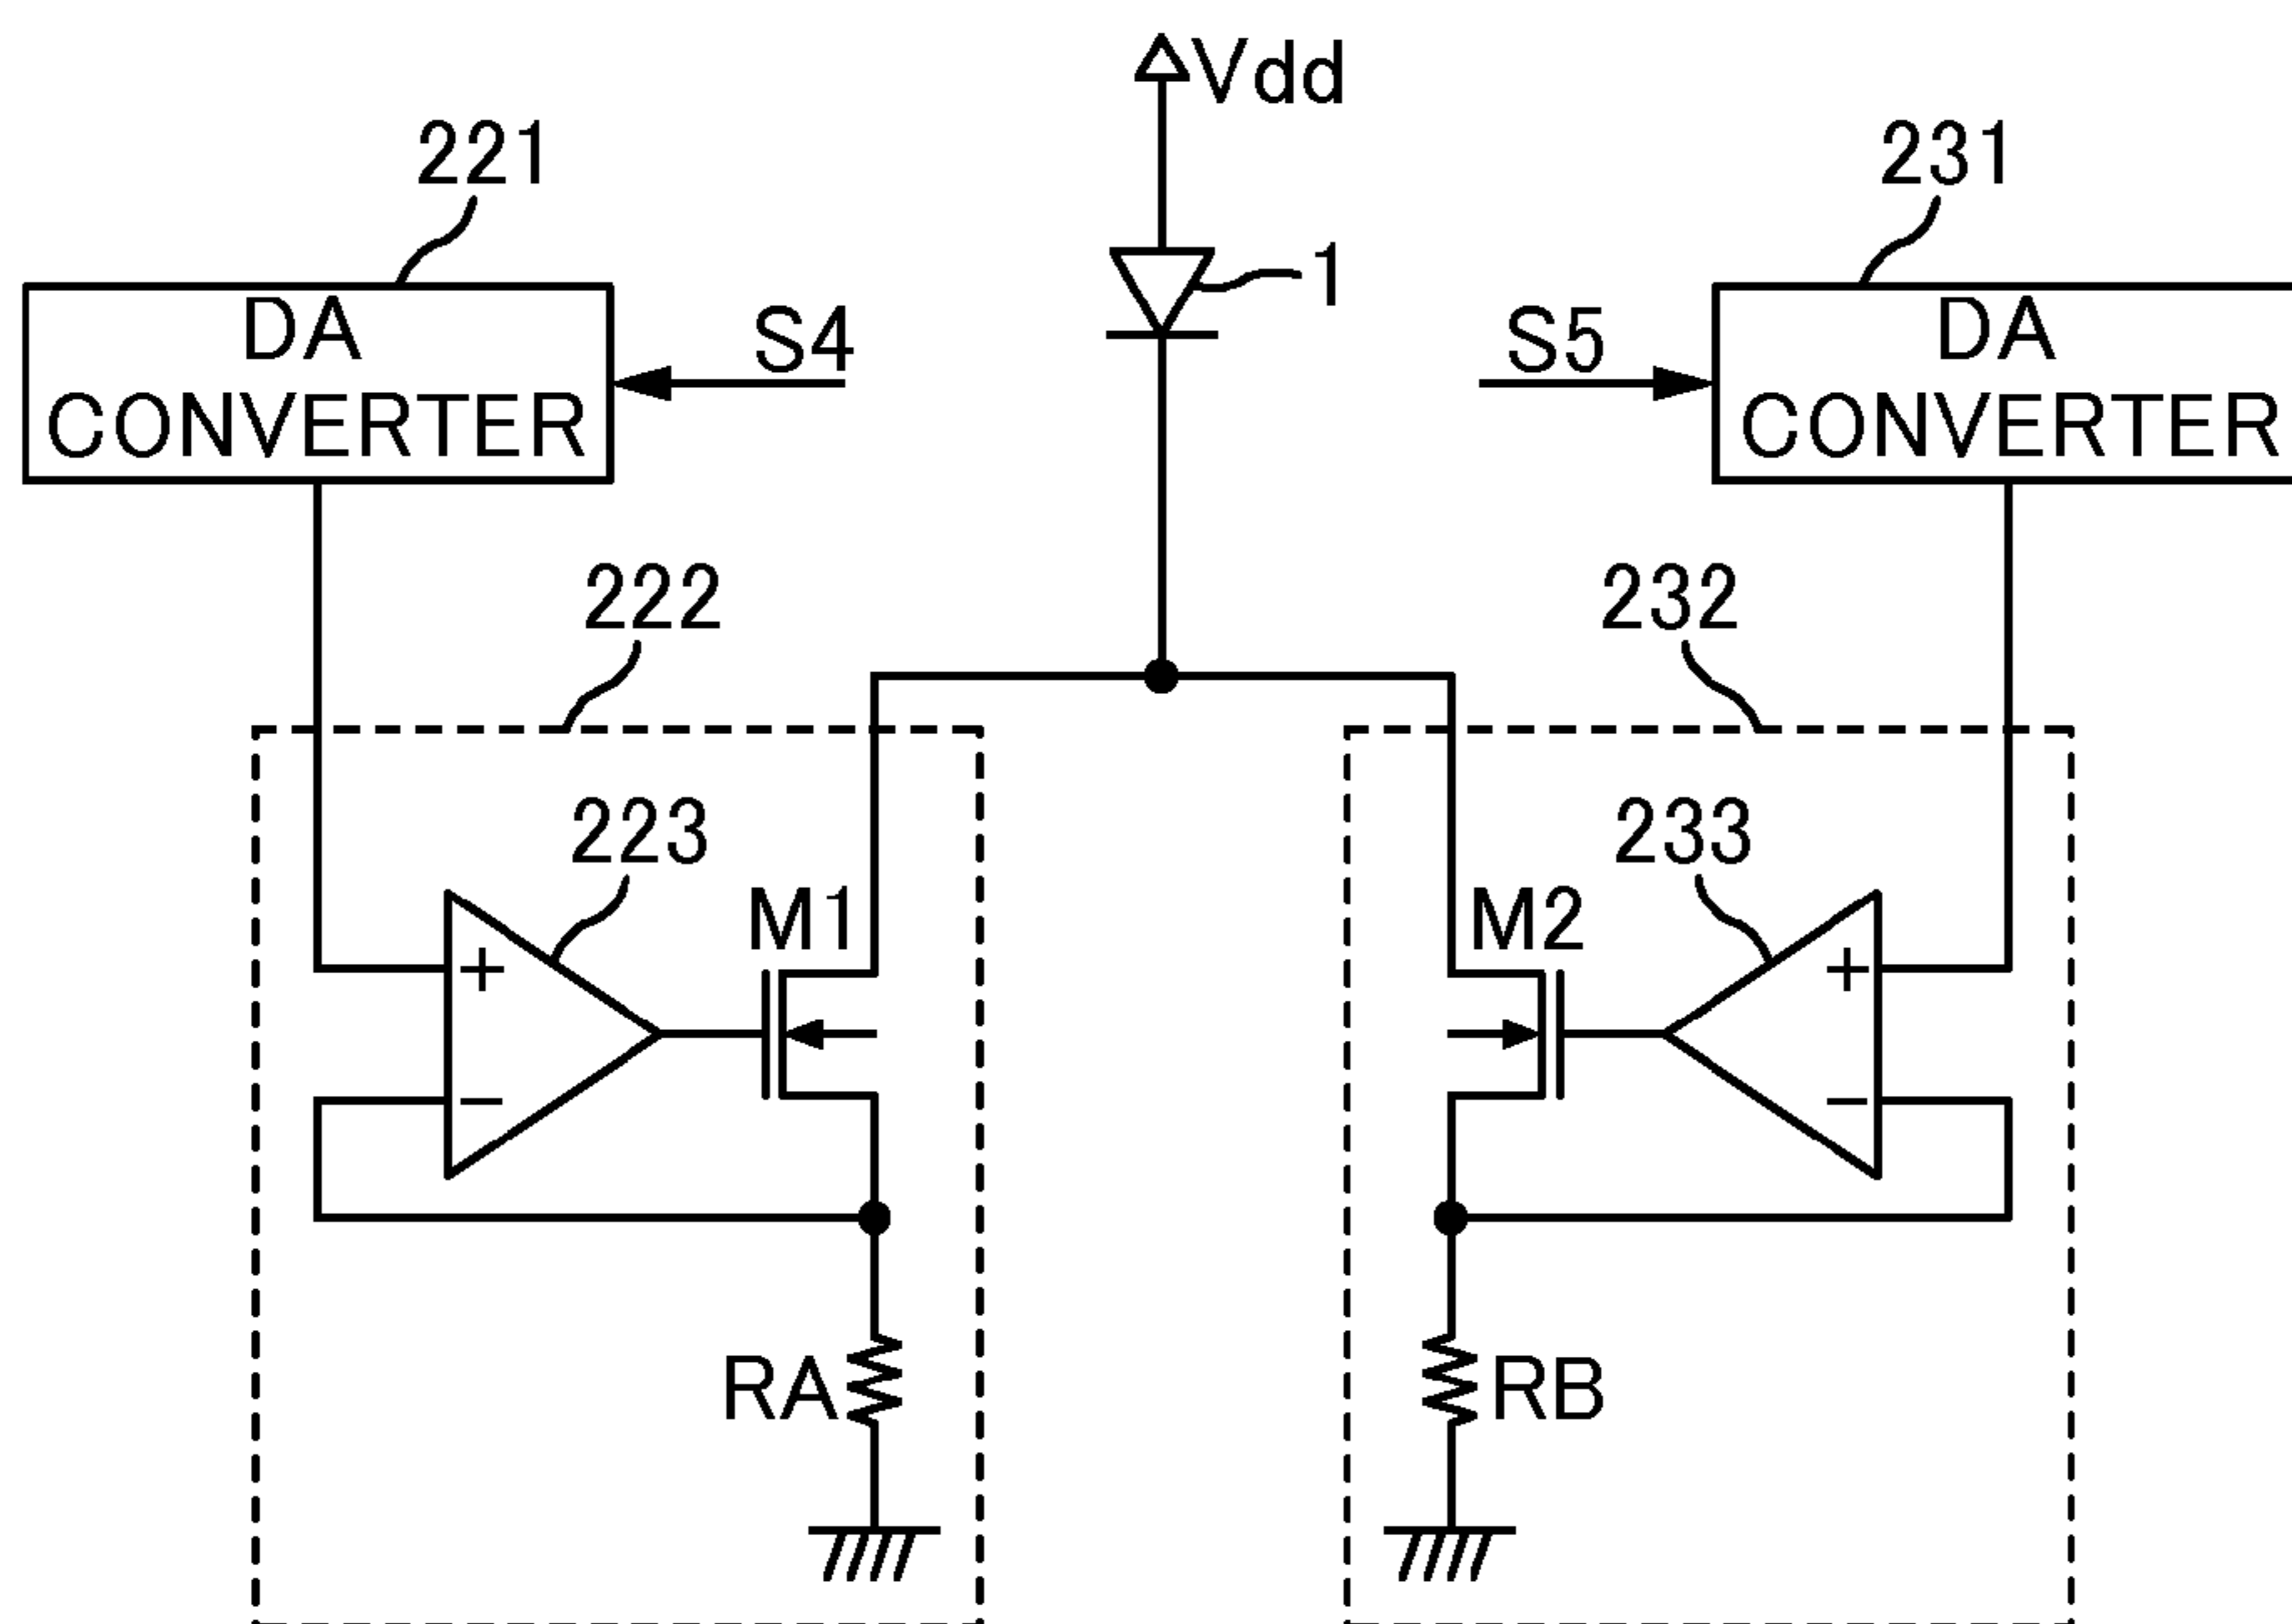 Vdd
221
231
1
DA
CONVERTER
S4
S5
DA
CONVERTER
222
232
223
233
M1
M2
+
+
−
−
RA
RB